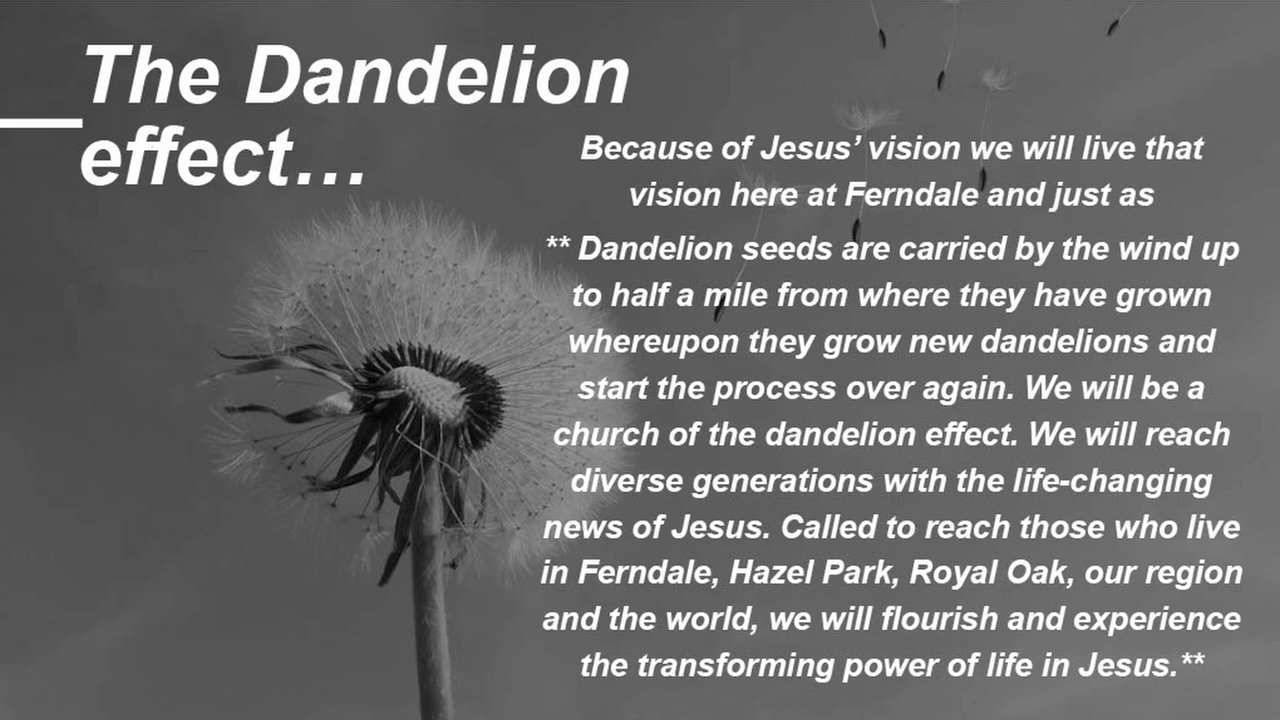 The Dandelion
effect…
Because of Jesus’ vision we will live that
vision here at Ferndale and just as
** Dandelion seeds are carried by the wind up
to half a mile from where they have grown
whereupon they grow new dandelions and
start the process over again. We will be a
church of the dandelion effect. We will reach
diverse generations with the life-changing
news of Jesus. Called to reach those who live
in Ferndale, Hazel Park, Royal Oak, our region
and the world, we will flourish and experience
the transforming power of life in Jesus.**